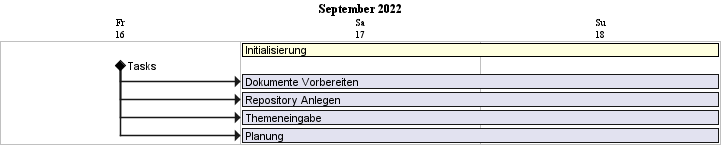 September 2022
Fr Sa Su
16 17 18
Initialisierung
Tasks
Dokumente Vorbereiten
Repository Anlegen
Themeneingabe
Planung